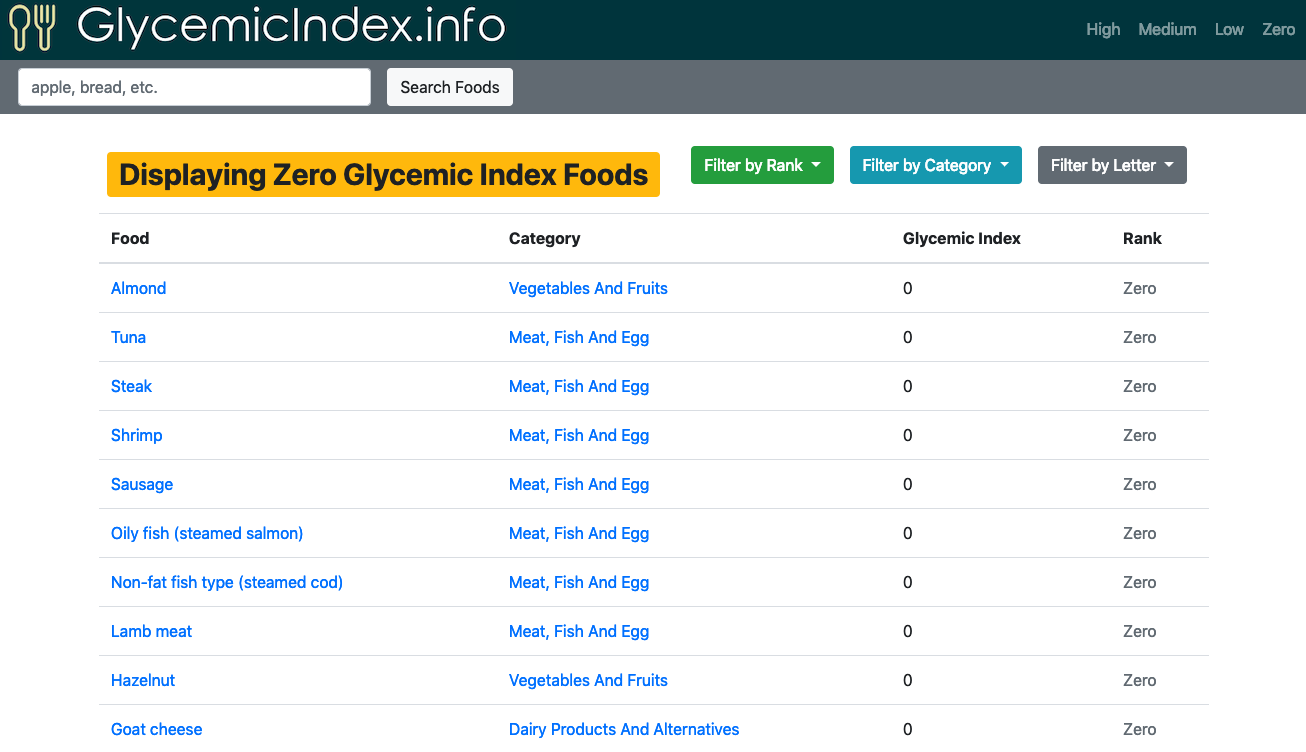 GlycemicIndex.info
High Medium Low Zero
apple, bread, etc. Search Foods
Displaying Zero Glycemic Index Foods Filter by Rank Filter by Category Filter by Letter
Food Category Glycemic Index Rank
Almond Vegetables And Fruits 0 Zero
Tuna Meat, Fish And Egg 0 Zero
Steak Meat, Fish And Egg 0 Zero
Shrimp Meat, Fish And Egg 0 Zero
Sausage Meat, Fish And Egg 0 Zero
Oily fish (steamed salmon) Meat, Fish And Egg 0 Zero
Non-fat fish type (steamed cod) Meat, Fish And Egg 0 Zero
Lamb meat Meat, Fish And Egg 0 Zero
Hazelnut Vegetables And Fruits 0 Zero
Goat cheese Dairy Products And Alternatives 0 Zero